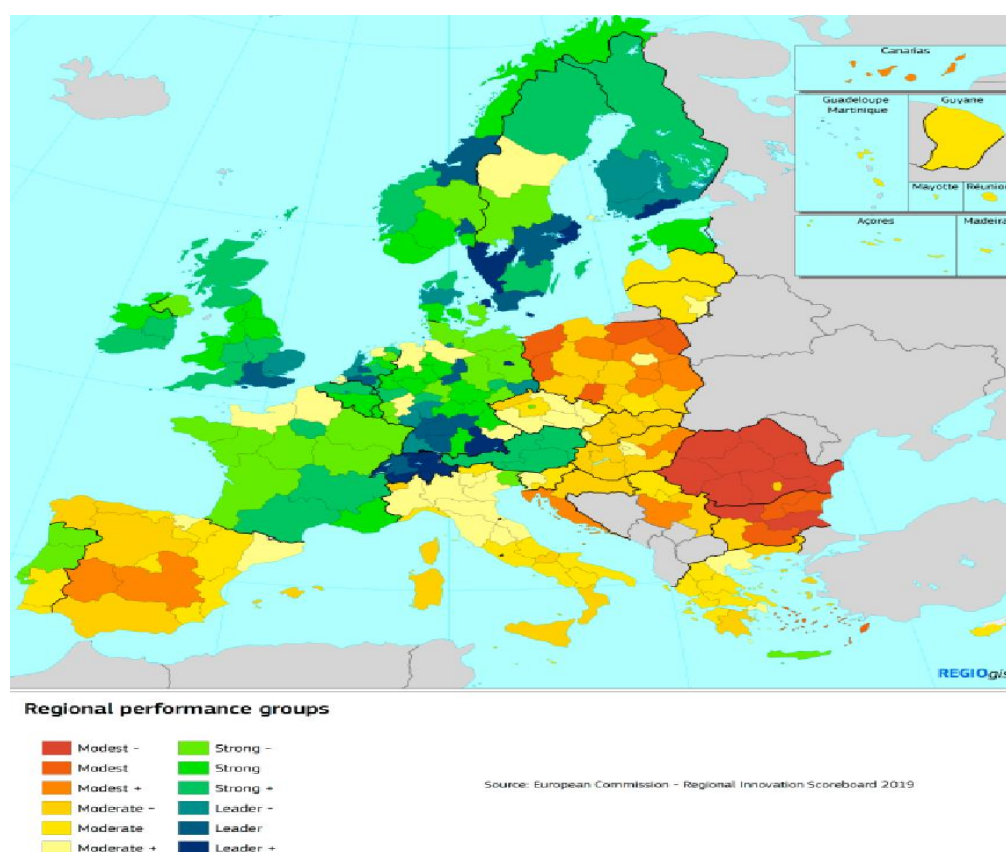 Canarias
Guadeloupe
Martinique
Guyane
Mayotte
Réunion
Açores
Madeira
REGIOgis
Regional performance groups
Modest -
Modest
Modest +
Moderate -
Moderate
Moderate +
Strong -
Strong
Strong +
Leader -
Leader
Leader +
Source: European Commission - Regional Innovation Scoreboard 2019